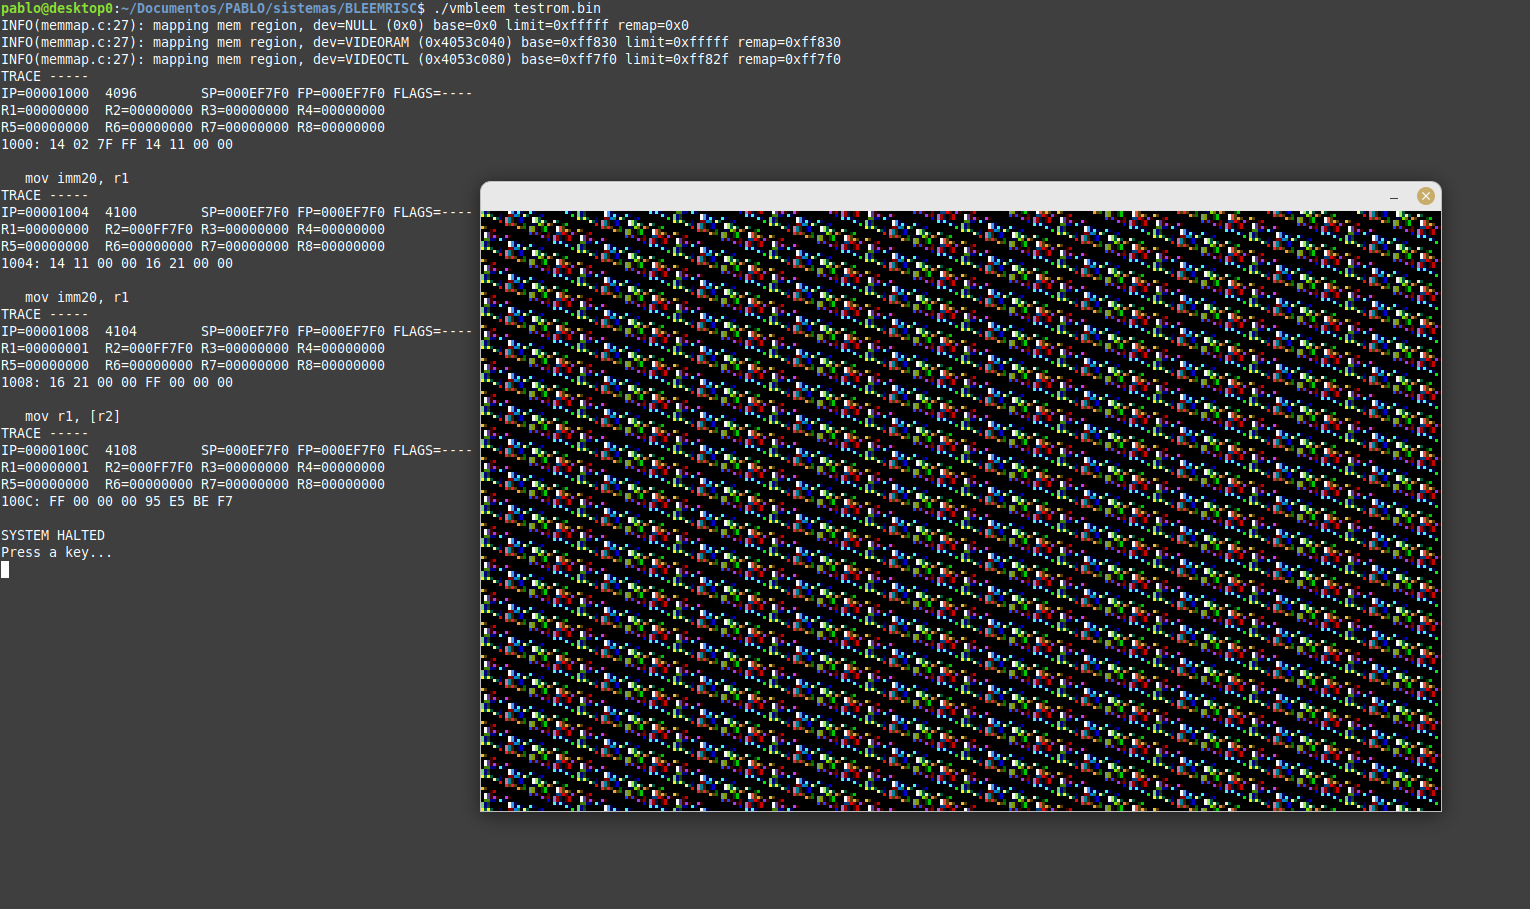 pablo@desktop0:~/Documentos/PABLO/sistemas/BLEEMRISC$ ./vmbleem testrom.bin
INFO(memmap.c:27): mapping mem region, dev=NULL (0x0) base=0x0 limit=0xfffff remap=0x0
INFO(memmap.c:27): mapping mem region, dev=VIDEORAM (0x4053c040) base=0xff830 limit=0xfffff remap=0xff830
INFO(memmap.c:27): mapping mem region, dev=VIDEOCTL (0x4053c080) base=0xff7f0 limit=0xff82f remap=0xff7f0
TRACE -----
IP=00001000  4096       SP=000EF7F0 FP=000EF7F0 FLAGS=----
R1=00000000  R2=00000000 R3=00000000 R4=00000000
R5=00000000  R6=00000000 R7=00000000 R8=00000000
1000: 14 02 7F FF 14 11 00 00
   mov imm20, r1
TRACE -----
IP=00001004  4100       SP=000EF7F0 FP=000EF7F0 FLAGS=----
R1=00000000  R2=000FF7F0 R3=00000000 R4=00000000
R5=00000000  R6=00000000 R7=00000000 R8=00000000
1004: 14 11 00 00 16 21 00 00
   mov imm20, r1
TRACE -----
IP=00001008  4104       SP=000EF7F0 FP=000EF7F0 FLAGS=----
R1=00000001  R2=000FF7F0 R3=00000000 R4=00000000
R5=00000000  R6=00000000 R7=00000000 R8=00000000
1008: 16 21 00 00 FF 00 00 00
   mov r1, [r2]
TRACE -----
IP=0000100C  4108       SP=000EF7F0 FP=000EF7F0 FLAGS=----
R1=00000001  R2=000FF7F0 R3=00000000 R4=00000000
R5=00000000  R6=00000000 R7=00000000 R8=00000000
100C: FF 00 00 00 95 E5 BE F7
SYSTEM HALTED
Press a key...